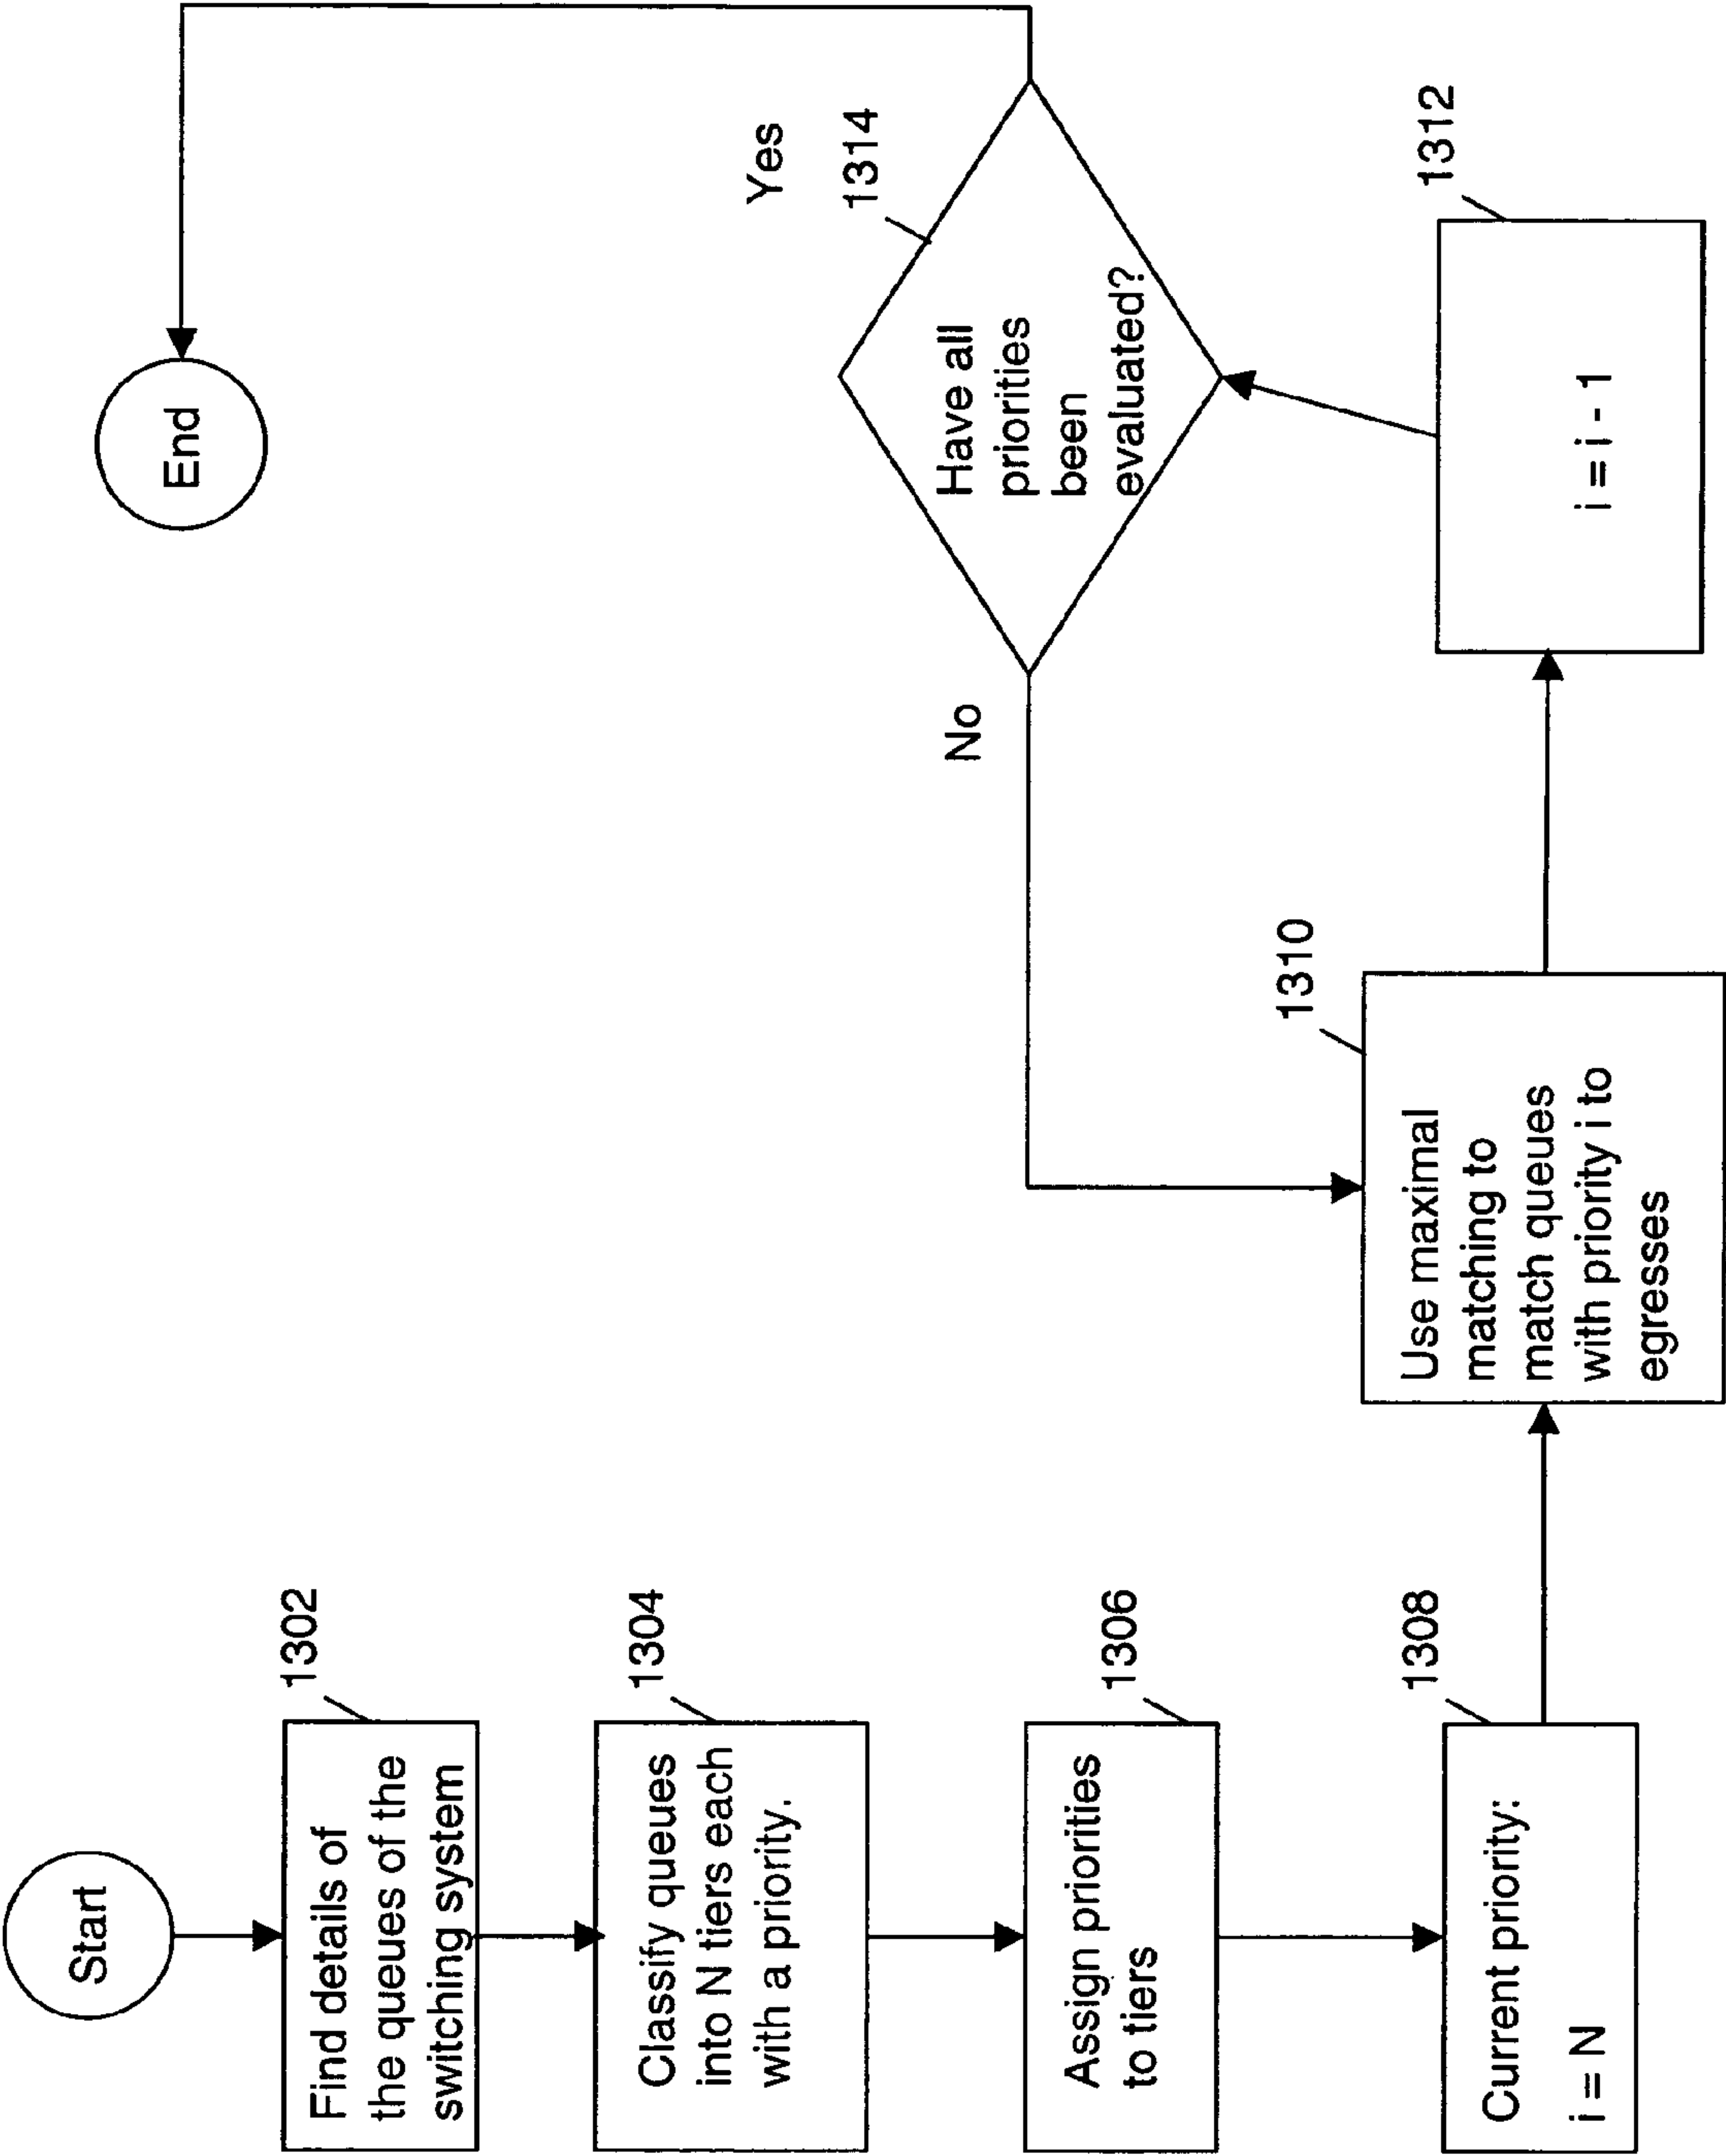 Start
1302
Find details of
the queues of the
switching system
1304
Classify queues
into N tiers each
with a priority.
1306
Assign priorities
to tiers
1308
Current priority:
i = N
1310
Use maximal
matching to
match queues
with priority i to
egresses
1312
i = i - 1
1314
Have all
priorities
been
evaluated?
No
Yes
End